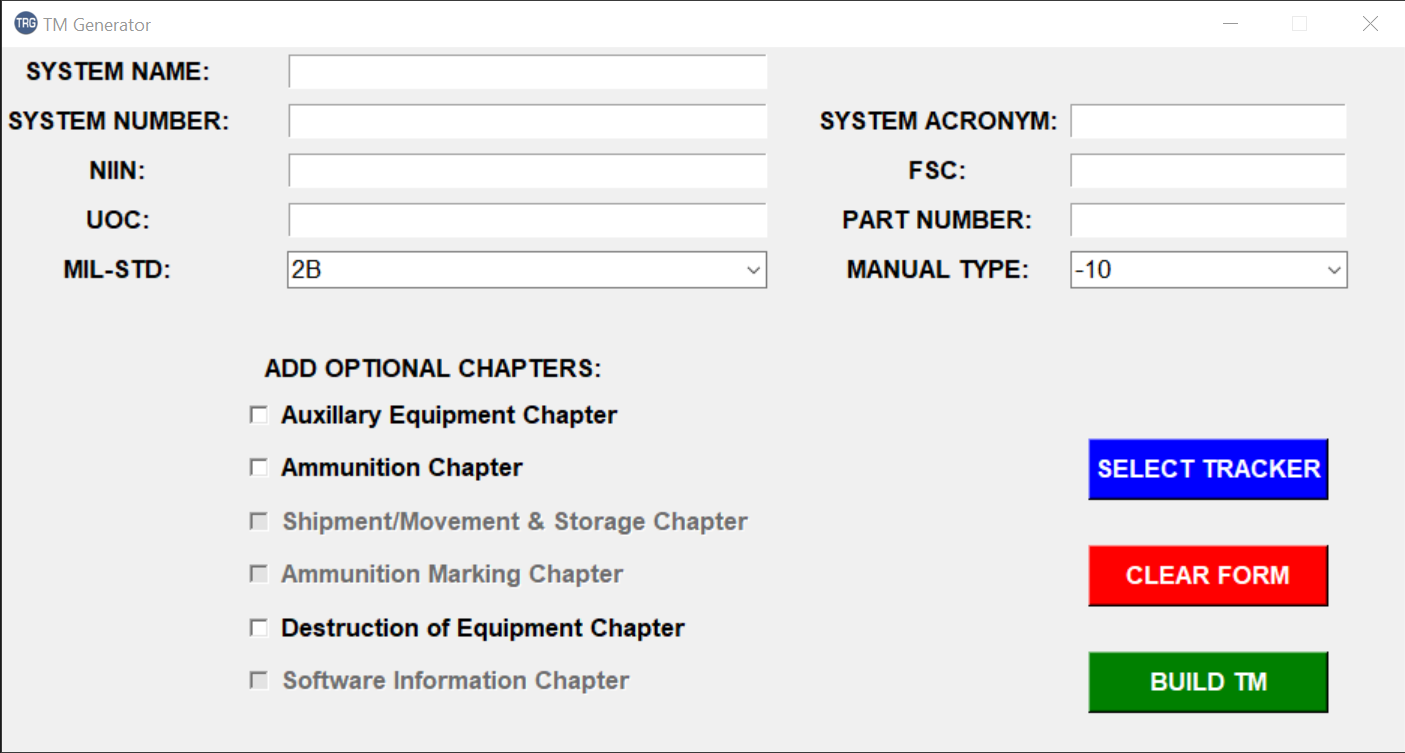 TRG TM Generator
SYSTEM NAME:
SYSTEM NUMBER:
SYSTEM ACRONYM:
NIIN:
FSC:
UOC:
PART NUMBER:
MIL-STD: 2B
MANUAL TYPE: -10
ADD OPTIONAL CHAPTERS:
Auxillary Equipment Chapter
Ammunition Chapter
Shipment/Movement & Storage Chapter
Ammunition Marking Chapter
Destruction of Equipment Chapter
Software Information Chapter
SELECT TRACKER
CLEAR FORM
BUILD TM